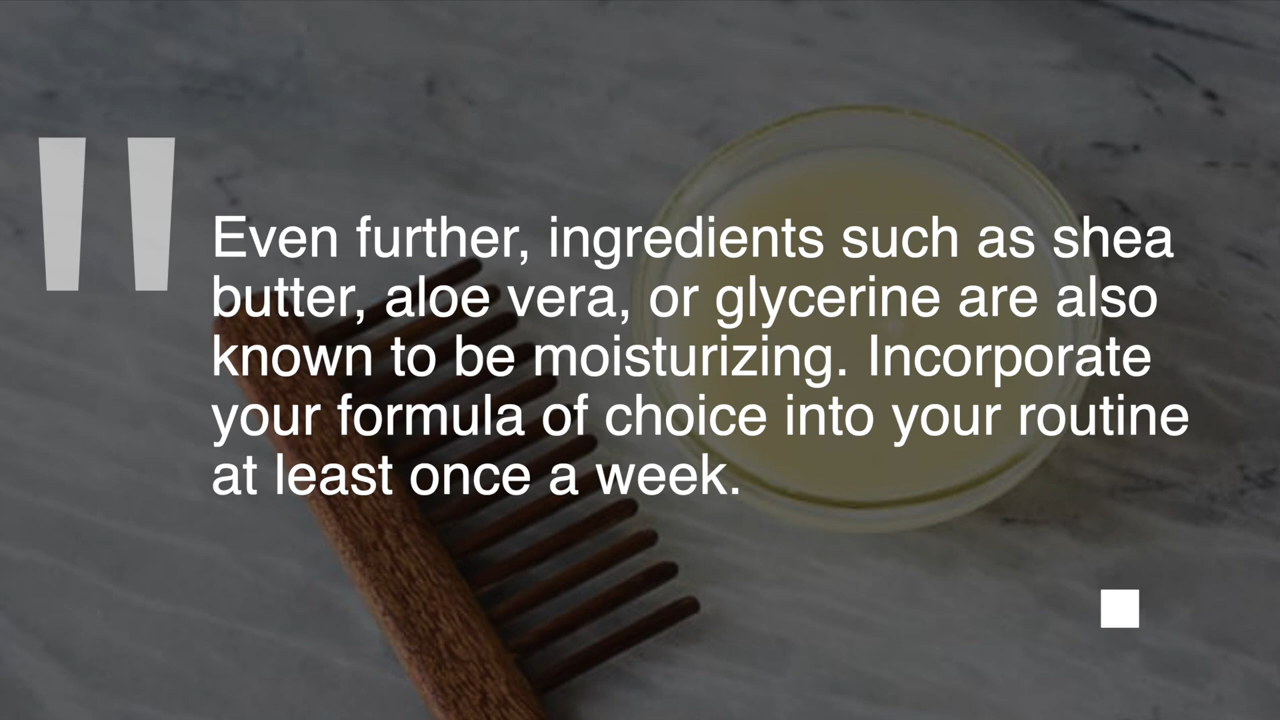 "
Even further, ingredients such as shea
butter, aloe vera, or glycerine are also
known to be moisturizing. Incorporate
your formula of choice into your routine
at least once a week.